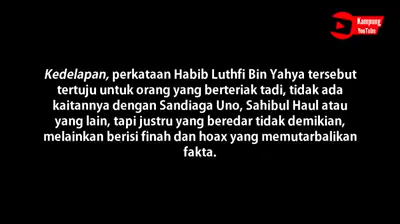 Kampung
YouTube
Kedelapan, perkataan Habib Luthfi Bin Yahya tersebut
tertuju untuk orang yang berteriak tadi, tidak ada
kaitannya dengan Sandiaga Uno, Sahibul Haul atau
yang lain, tapi justru yang beredar tidak demikian,
melainkan berisi finah dan hoax yang memutarbalikan
fakta.